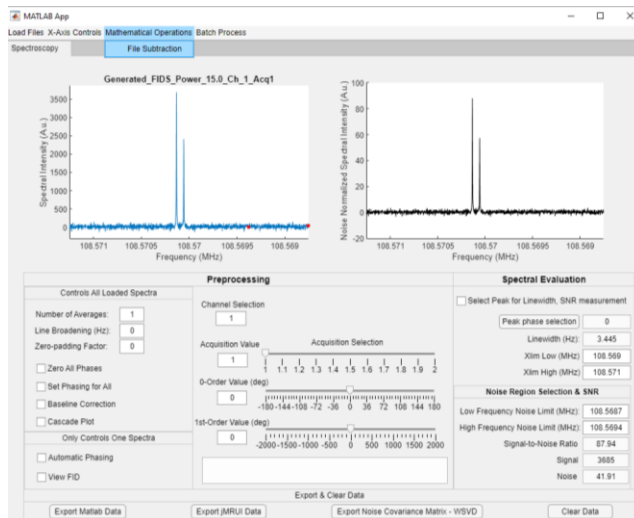 MATLAB App
Load Files X-Axis Controls Mathematical Operations Batch Process
Spectroscopy File Subtraction
Generated_FIDS_Power_15.0_Ch_1_Acq1
Spectral Intensity (A.u.)
3500
3000
2500
2000
1500
1000
500
0
108.571 108.5705 108.57 108.5695 108.569
Frequency (MHz)
Noise Normalized Spectral Intensity (A.u.)
100
80
60
40
20
0
-20
108.571 108.5705 108.57 108.5695 108.569
Frequency (MHz)
Preprocessing
Controls All Loaded Spectra
Number of Averages: 1
Line Broadening (Hz): 0
Zero-padding Factor: 0
Zero All Phases
Set Phasing for All
Baseline Correction
Cascade Plot
Only Controls One Spectra
Automatic Phasing
View FID
Channel Selection
1
Acquisition Value Acquisition Selection
1
1 1.1 1.2 1.3 1.4 1.5 1.6 1.7 1.8 1.9 2
0-Order Value (deg)
0
-180 -144 -108 -72 -36 0 36 72 108 144 180
1st-Order Value (deg)
0
-2000 -1500 -1000 -500 0 500 1000 1500 2000
Spectral Evaluation
Select Peak for Linewidth, SNR measurement
Peak phase selection 0
Linewidth (Hz): 3.445
Xlim Low (MHz) 108.569
Xlim High (MHz) 108.571
Noise Region Selection & SNR
Low Frequency Noise Limit (MHz): 108.5687
High Frequency Noise Limit (MHz): 108.5694
Signal-to-Noise Ratio 87.94
Signal 3685
Noise 41.91
Export & Clear Data
Export Matlab Data Export jMRUI Data Export Noise Covariance Matrix - WSVD Clear Data